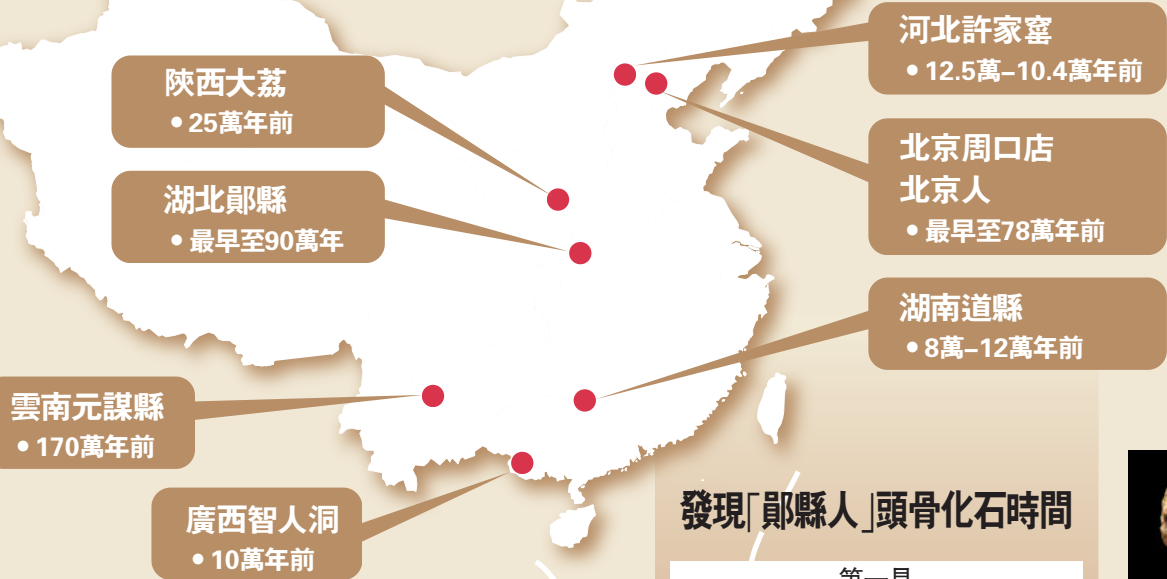 陝西大荔
• 25萬年前
湖北鄖縣
• 最早至90萬年
雲南元謀縣
• 170萬年前
廣西智人洞
• 10萬年前
河北許家窰
• 12.5萬–10.4萬年前
北京周口店
北京人
• 最早至78萬年前
湖南道縣
• 8萬–12萬年前
發現「鄖縣人」頭骨化石時間